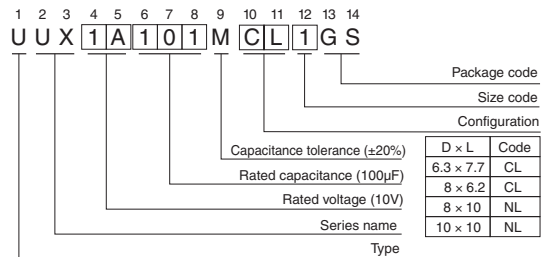 1 2 3 4 5 6 7 8 9 10 11 12 13 14
U U X 1 A 1 0 1 M C L 1 G S
Package code
Size code
Configuration
Capacitance tolerance (±20%)
Rated capacitance (100µF)
Rated voltage (10V)
Series name
Type
D × L Code
6.3 × 7.7 CL
8 × 6.2 CL
8 × 10 NL
10 × 10 NL